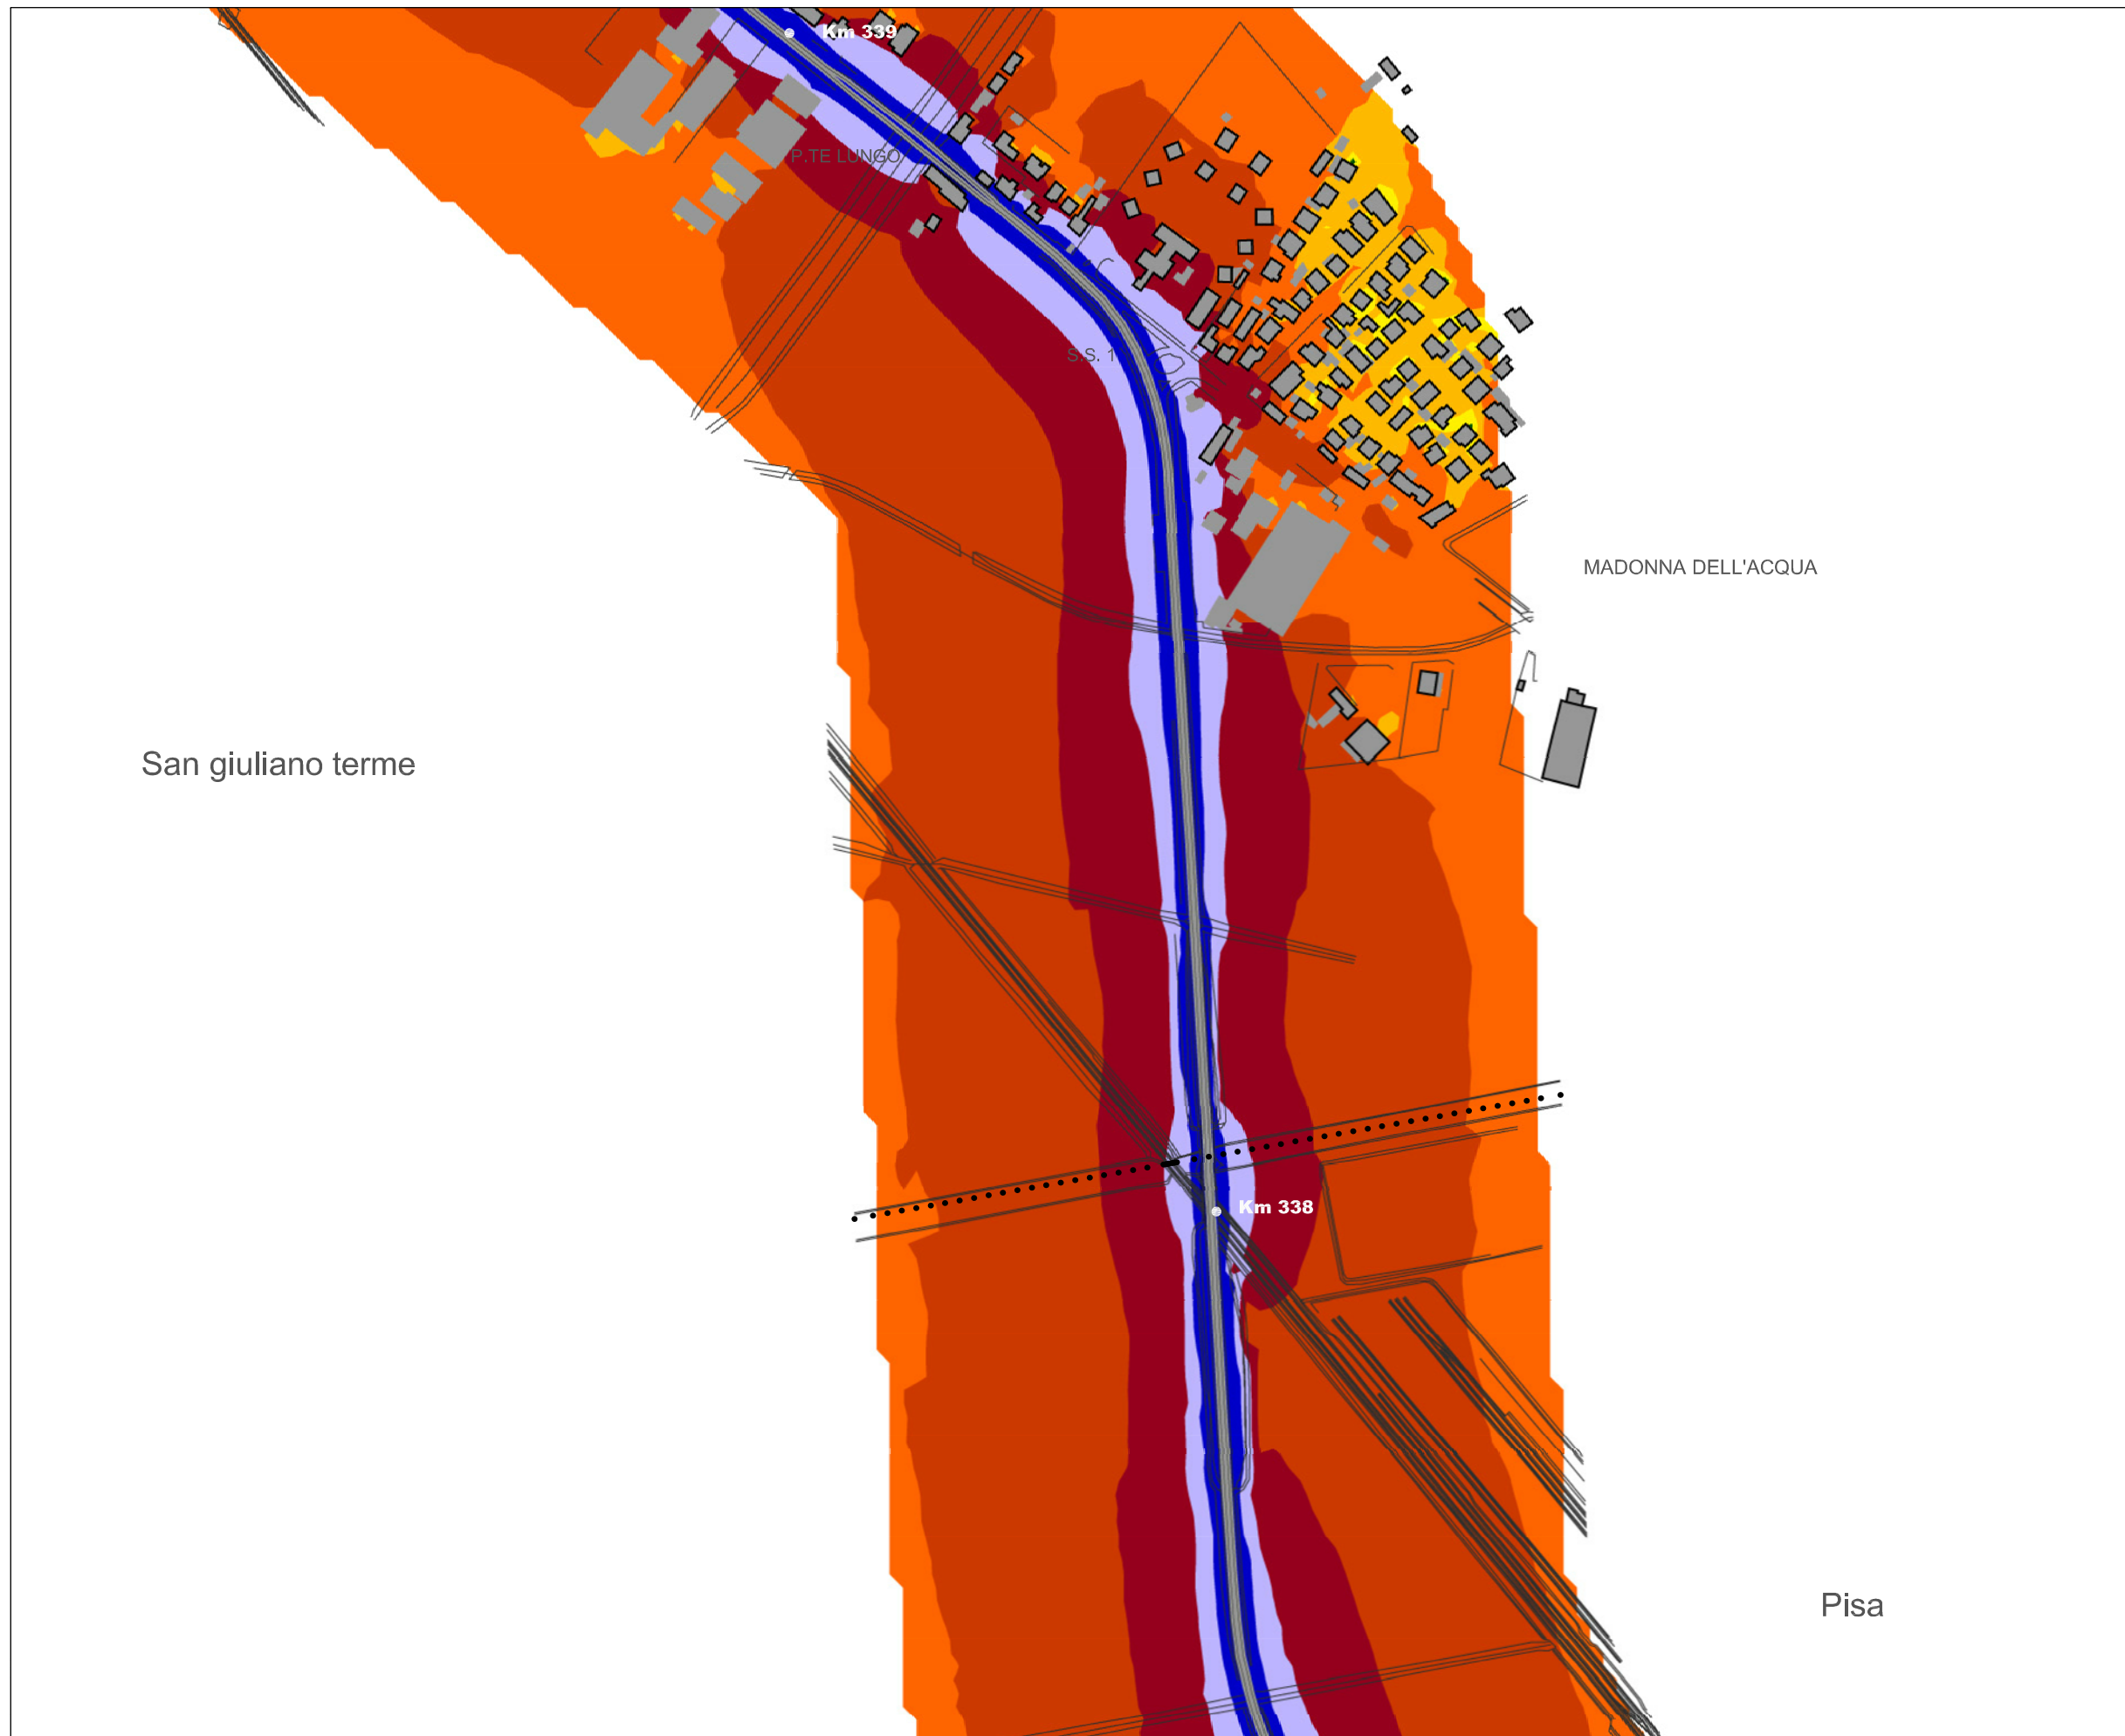 Km 339
P.TE LUNGO
S.S. 1
MADONNA DELL'ACQUA
San giuliano terme
Km 338
Pisa